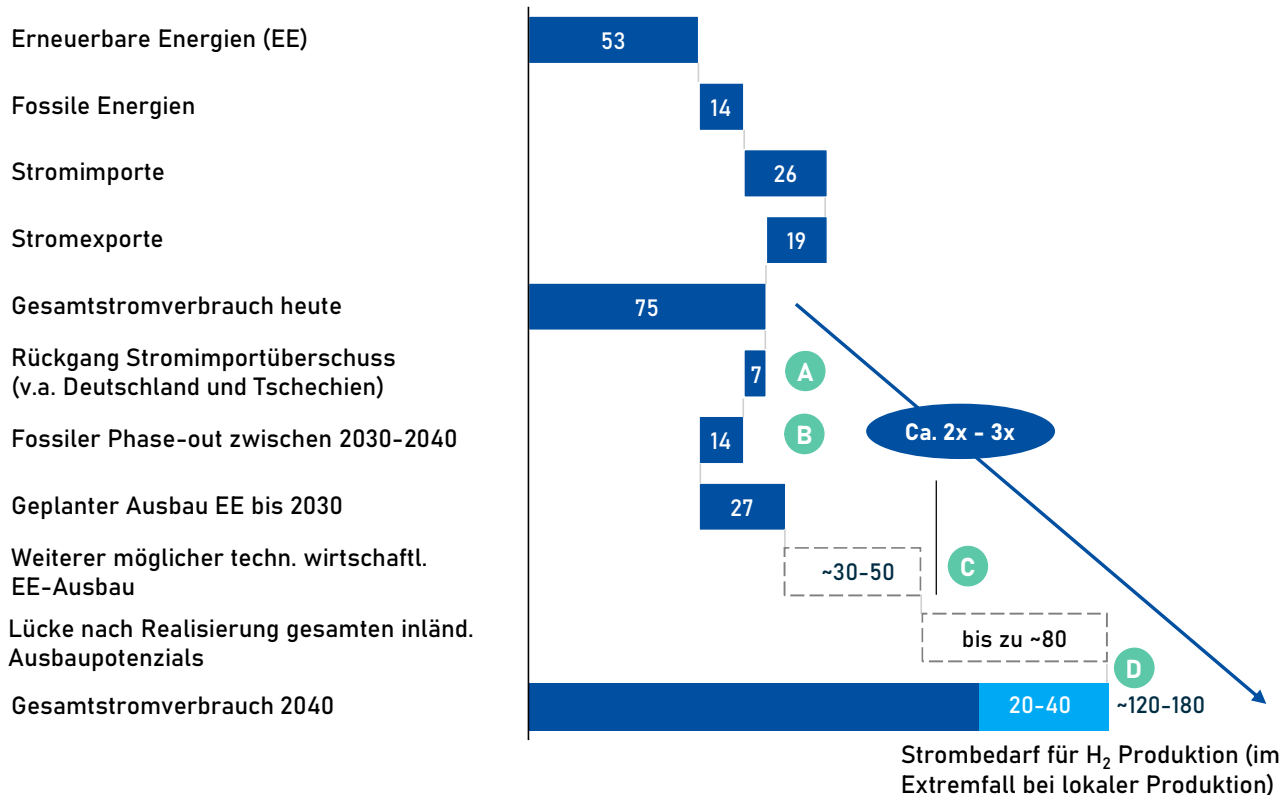 Erneuerbare Energien (EE)
53
Fossile Energien
14
Stromimporte
26
Stromexporte
19
Gesamtstromverbrauch heute
75
Rückgang Stromimportüberschuss
(v.a. Deutschland und Tschechien)
7
A
Fossiler Phase-out zwischen 2030-2040
14
B
Ca. 2x - 3x
Geplanter Ausbau EE bis 2030
27
Weiterer möglicher techn. wirtschaftl.
EE-Ausbau
~30-50
C
Lücke nach Realisierung gesamten inländ.
Ausbaupotenzials
bis zu ~80
D
Gesamtstromverbrauch 2040
20-40
~120-180
Strombedarf für H₂ Produktion (im
Extremfall bei lokaler Produktion)